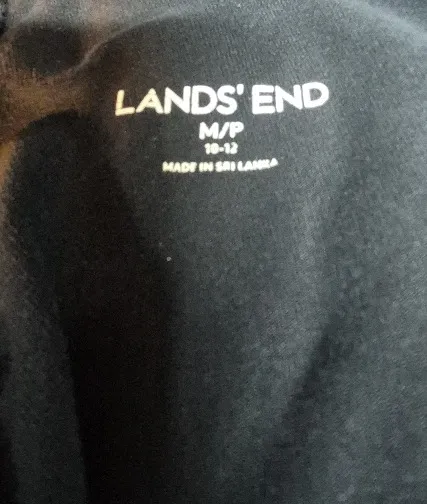 LANDS' END
M/P
10-12
MADE IN SRI LANKA